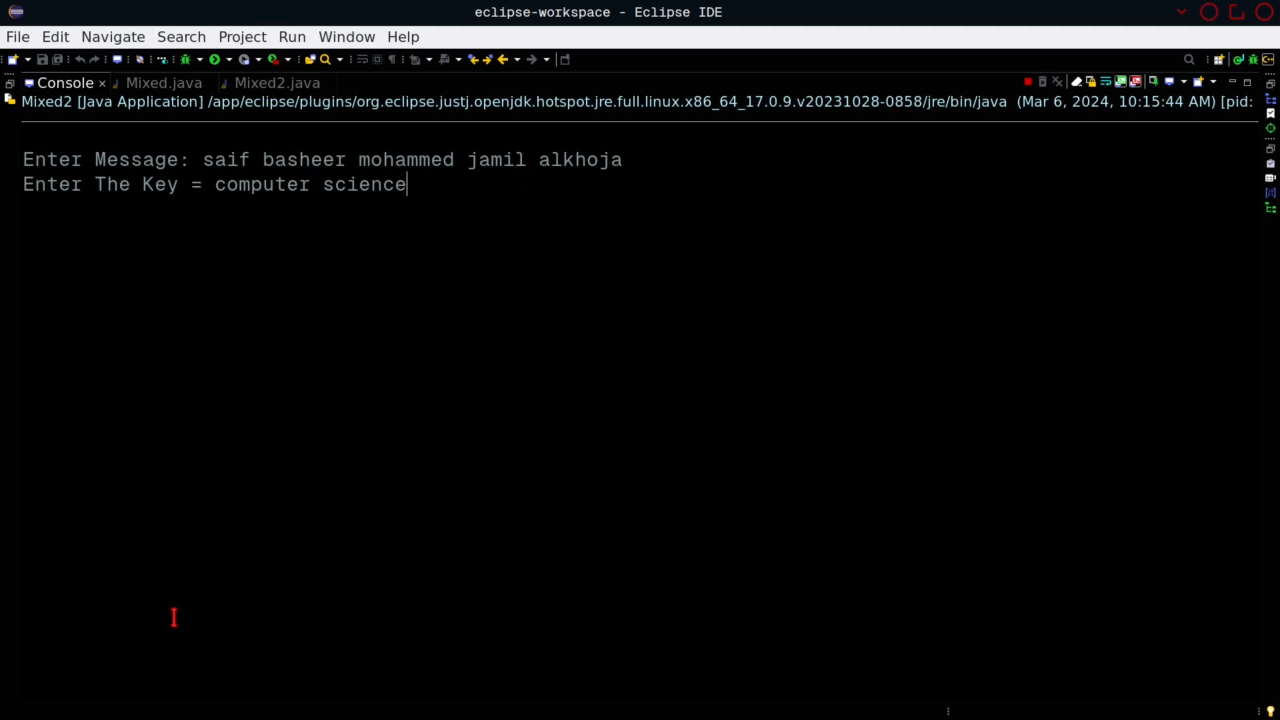 eclipse-workspace - Eclipse IDE
File Edit Navigate Search Project Run Window Help
Console × Mixed.java Mixed2.java
Mixed2 [Java Application] /app/eclipse/plugins/org.eclipse.justj.openjdk.hotspot.jre.full.linux.x86_64_17.0.9.v20231028-0858/jre/bin/java (Mar 6, 2024, 10:15:44 AM) [pid:
Enter Message: saif basheer mohammed jamil alkhoja
Enter The Key = computer science